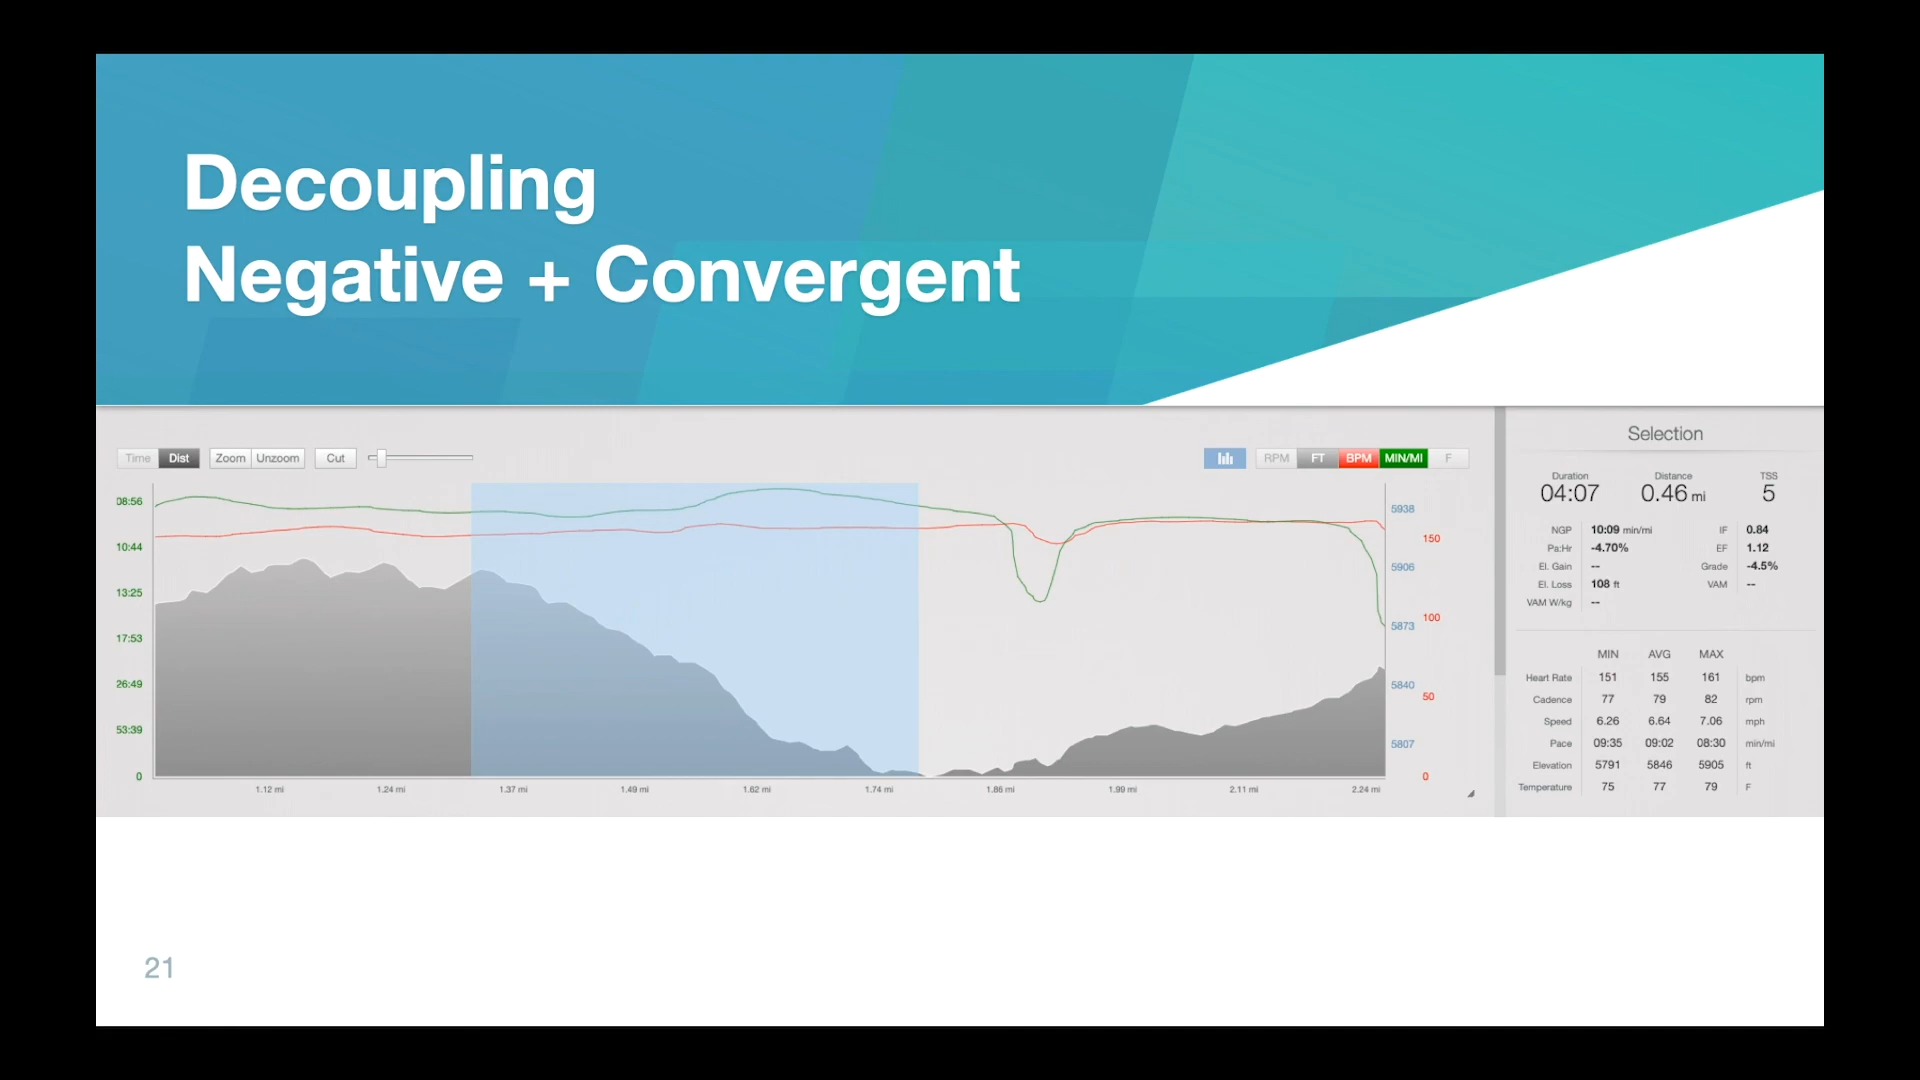 Decoupling
Negative + Convergent
Time Dist Zoom Unzoom Cut RPM FT BPM MIN/MI F
08:56
10:44
13:25
17:53
26:49
53:39
0
5938
5906
5873
5840
5807
150
100
50
0
1.12 mi 1.24 mi 1.37 mi 1.49 mi 1.62 mi 1.74 mi 1.86 mi 1.99 mi 2.11 mi 2.24 mi
Selection
Duration Distance TSS
04:07 0.46 mi 5
NGP 10:09 min/mi IF 0.84
Pa:Hr -4.70% EF 1.12
El. Gain -- Grade -4.5%
El. Loss 108 ft VAM --
VAM W/kg --
MIN AVG MAX
Heart Rate 151 155 161 bpm
Cadence 77 79 82 rpm
Speed 6.26 6.64 7.06 mph
Pace 09:35 09:02 08:30 min/mi
Elevation 5791 5846 5905 ft
Temperature 75 77 79 F
21